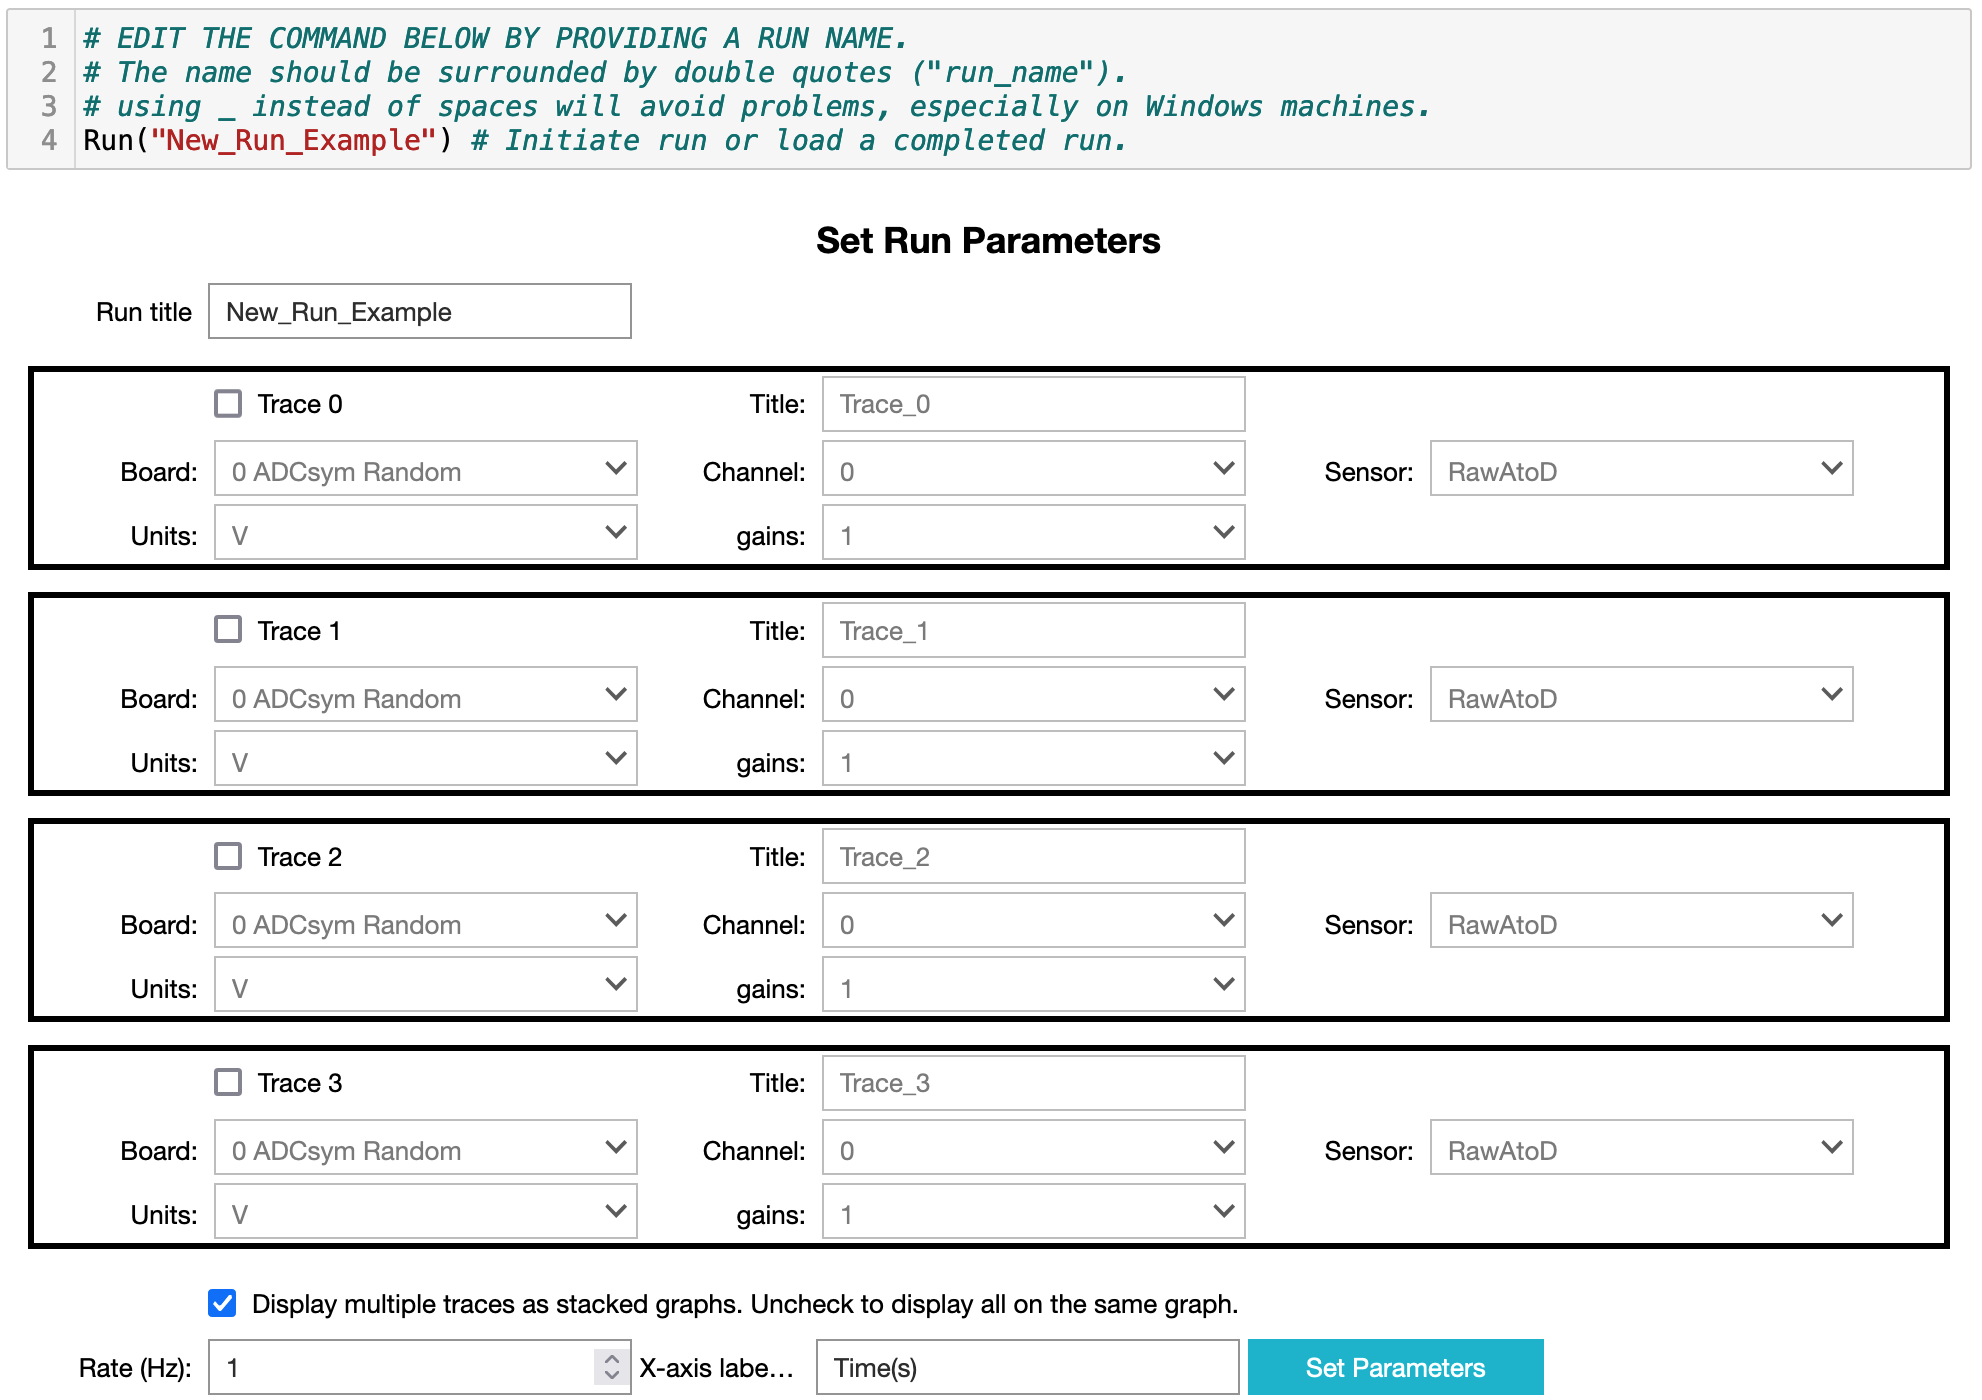 1 # EDIT THE COMMAND BELOW BY PROVIDING A RUN NAME.
2 # The name should be surrounded by double quotes ("run_name").
3 # using _ instead of spaces will avoid problems, especially on Windows machines.
4 Run("New_Run_Example") # Initiate run or load a completed run.
Set Run Parameters
Run title New_Run_Example
Trace 0 Title: Trace_0
Board: 0 ADCsym Random Channel: 0 Sensor: RawAtoD
Units: V gains: 1
Trace 1 Title: Trace_1
Board: 0 ADCsym Random Channel: 0 Sensor: RawAtoD
Units: V gains: 1
Trace 2 Title: Trace_2
Board: 0 ADCsym Random Channel: 0 Sensor: RawAtoD
Units: V gains: 1
Trace 3 Title: Trace_3
Board: 0 ADCsym Random Channel: 0 Sensor: RawAtoD
Units: V gains: 1
Display multiple traces as stacked graphs. Uncheck to display all on the same graph.
Rate (Hz): 1 X-axis labe... Time(s) Set Parameters